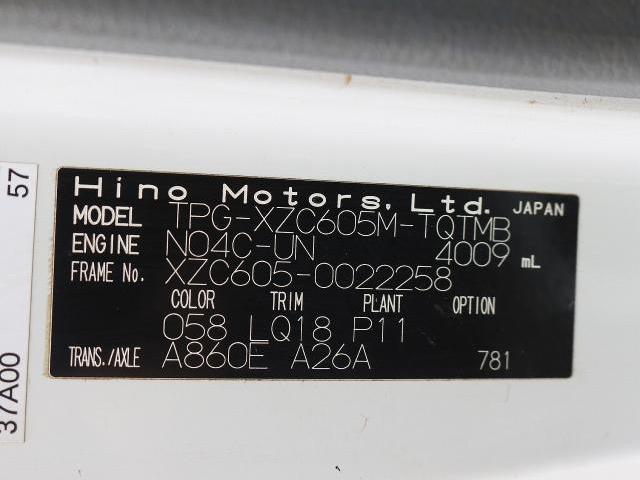 Hino Motors, Ltd. JAPAN
MODEL TPG-XZC605M-TQTMB
ENGINE N04C-UN 4009 mL
FRAME No. XZC605-0022258
COLOR TRIM PLANT OPTION
058 LQ18 P11
TRANS./AXLE A860E A26A 781
57
37A00